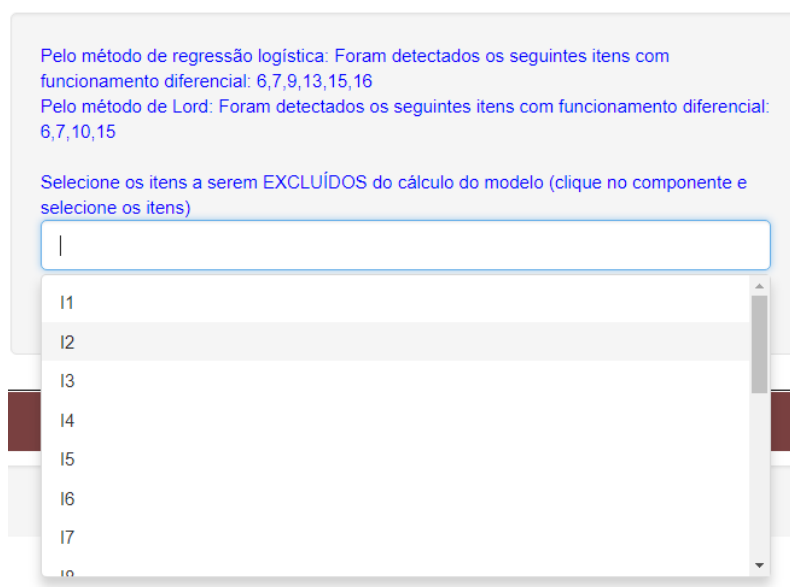 Pelo método de regressão logística: Foram detectados os seguintes itens com
funcionamento diferencial: 6,7,9,13,15,16
Pelo método de Lord: Foram detectados os seguintes itens com funcionamento diferencial:
6,7,10,15
Selecione os itens a serem EXCLUÍDOS do cálculo do modelo (clique no componente e
selecione os itens)
I1
I2
I3
I4
I5
I6
I7